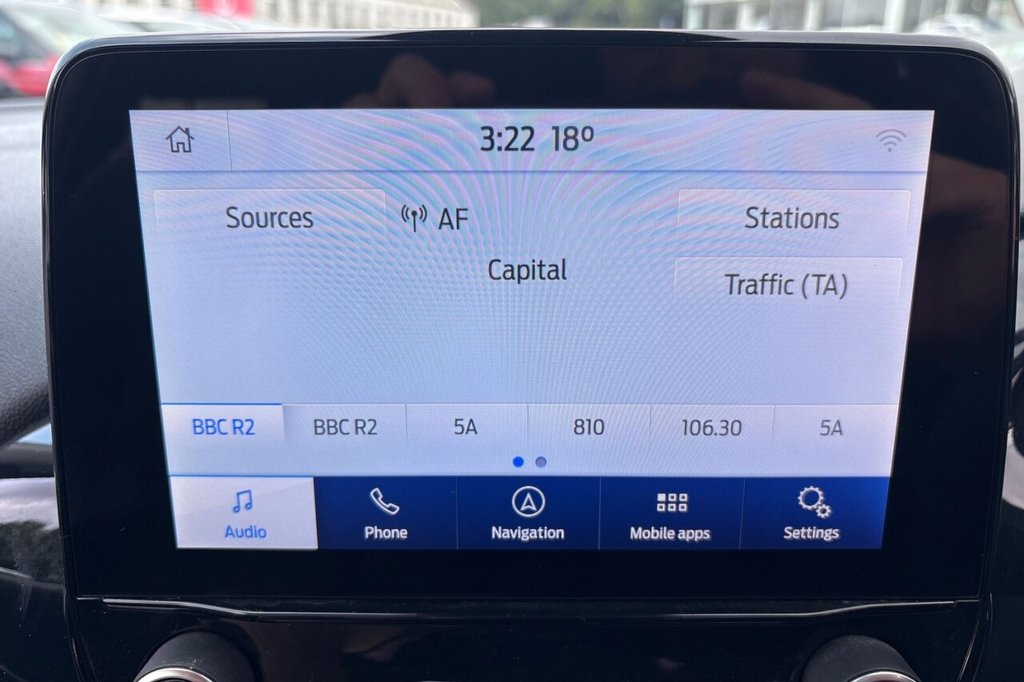 3:22 18º
Sources AF Stations
Capital
Traffic (TA)
BBC R2 BBC R2 5A 810 106.30 5A
Audio Phone Navigation Mobile apps Settings